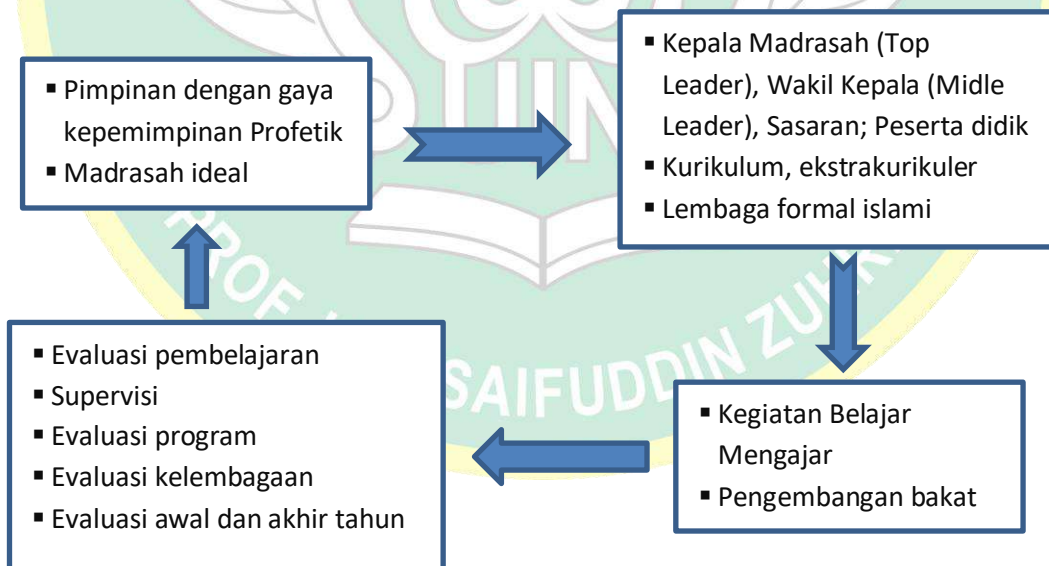 UIN
▪ Pimpinan dengan gaya
kepemimpinan Profetik
▪ Madrasah ideal
▪ Kepala Madrasah (Top
Leader), Wakil Kepala (Midle
Leader), Sasaran; Peserta didik
▪ Kurikulum, ekstrakurikuler
▪ Lembaga formal islami
PROF.
SAIFUDDIN
▪ Evaluasi pembelajaran
▪ Supervisi
▪ Evaluasi program
▪ Evaluasi kelembagaan
▪ Evaluasi awal dan akhir tahun
▪ Kegiatan Belajar
Mengajar
▪ Pengembangan bakat